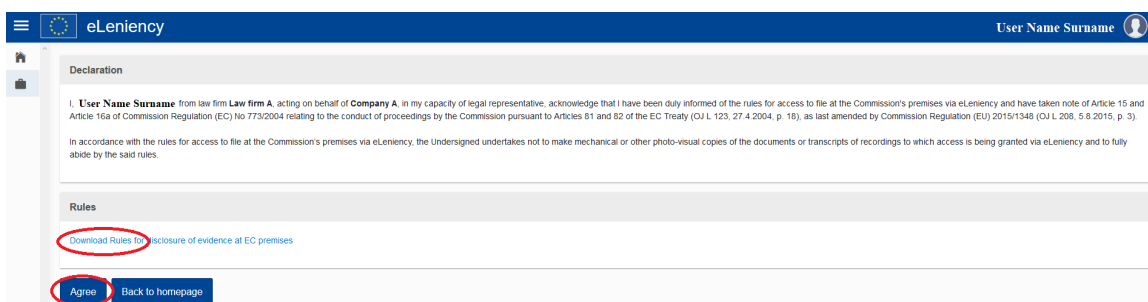 eLeniency
User Name Surname
Declaration
I, User Name Surname from law firm Law firm A, acting on behalf of Company A, in my capacity of legal representative, acknowledge that I have been duly informed of the rules for access to file at the Commission's premises via eLeniency and have taken note of Article 15 and
Article 16a of Commission Regulation (EC) No 773/2004 relating to the conduct of proceedings by the Commission pursuant to Articles 81 and 82 of the EC Treaty (OJ L 123, 27.4.2004, p. 18), as last amended by Commission Regulation (EU) 2015/1348 (OJ L 208, 5.8.2015, p. 3).
In accordance with the rules for access to file at the Commission's premises via eLeniency, the Undersigned undertakes not to make mechanical or other photo-visual copies of the documents or transcripts of recordings to which access is being granted via eLeniency and to fully
abide by the said rules.
Rules
Download Rules for disclosure of evidence at EC premises
Agree Back to homepage